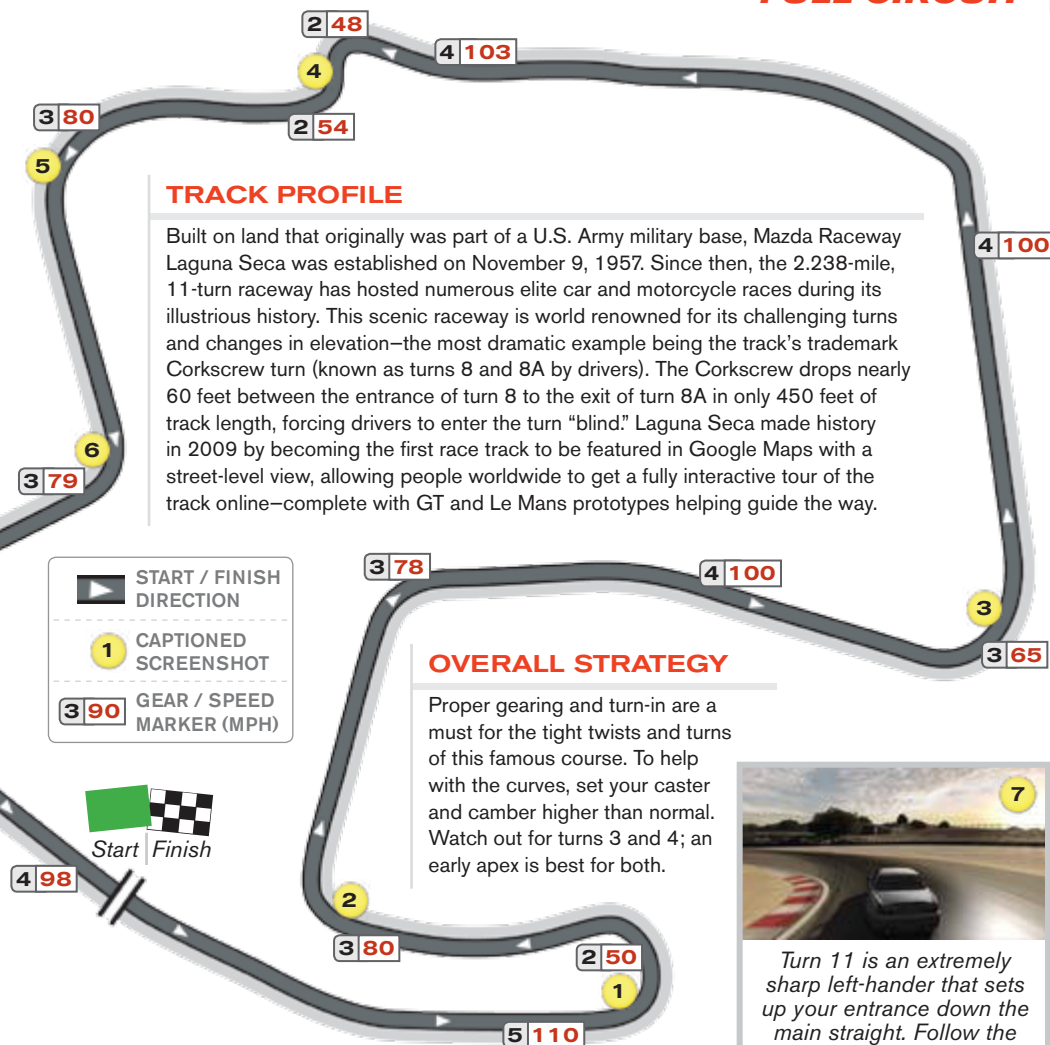 FULL CIRCUIT
2 48
4 103
4
2 54
3 80
5
TRACK PROFILE
Built on land that originally was part of a U.S. Army military base, Mazda Raceway
Laguna Seca was established on November 9, 1957. Since then, the 2.238-mile,
11-turn raceway has hosted numerous elite car and motorcycle races during its
illustrious history. This scenic raceway is world renowned for its challenging turns
and changes in elevation—the most dramatic example being the track's trademark
Corkscrew turn (known as turns 8 and 8A by drivers). The Corkscrew drops nearly
60 feet between the entrance of turn 8 to the exit of turn 8A in only 450 feet of
track length, forcing drivers to enter the turn “blind.” Laguna Seca made history
in 2009 by becoming the first race track to be featured in Google Maps with a
street-level view, allowing people worldwide to get a fully interactive tour of the
track online—complete with GT and Le Mans prototypes helping guide the way.
4 100
6
3 79
3 78
4 100
3
3 65
START / FINISH
DIRECTION
1
CAPTIONED
SCREENSHOT
3 90
GEAR / SPEED
MARKER (MPH)
OVERALL STRATEGY
Proper gearing and turn-in are a
must for the tight twists and turns
of this famous course. To help
with the curves, set your caster
and camber higher than normal.
Watch out for turns 3 and 4; an
early apex is best for both.
Start | Finish
4 98
2
3 80
2 50
1
5 110
7
Turn 11 is an extremely
sharp left-hander that sets
up your entrance down the
main straight. Follow the